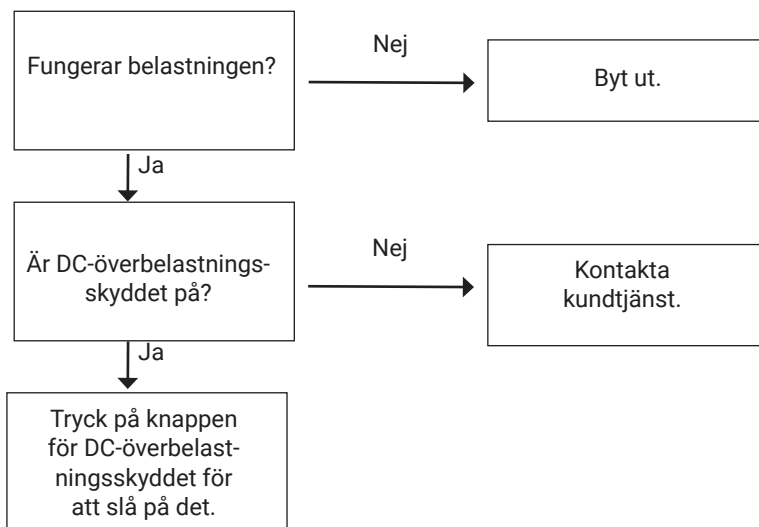 Fungerar belastningen?
Nej
Byt ut.
Ja
Är DC-överbelastnings-
skyddet på?
Nej
Kontakta
kundtjänst.
Ja
Tryck på knappen
för DC-överbelast-
ningsskyddet för
att slå på det.